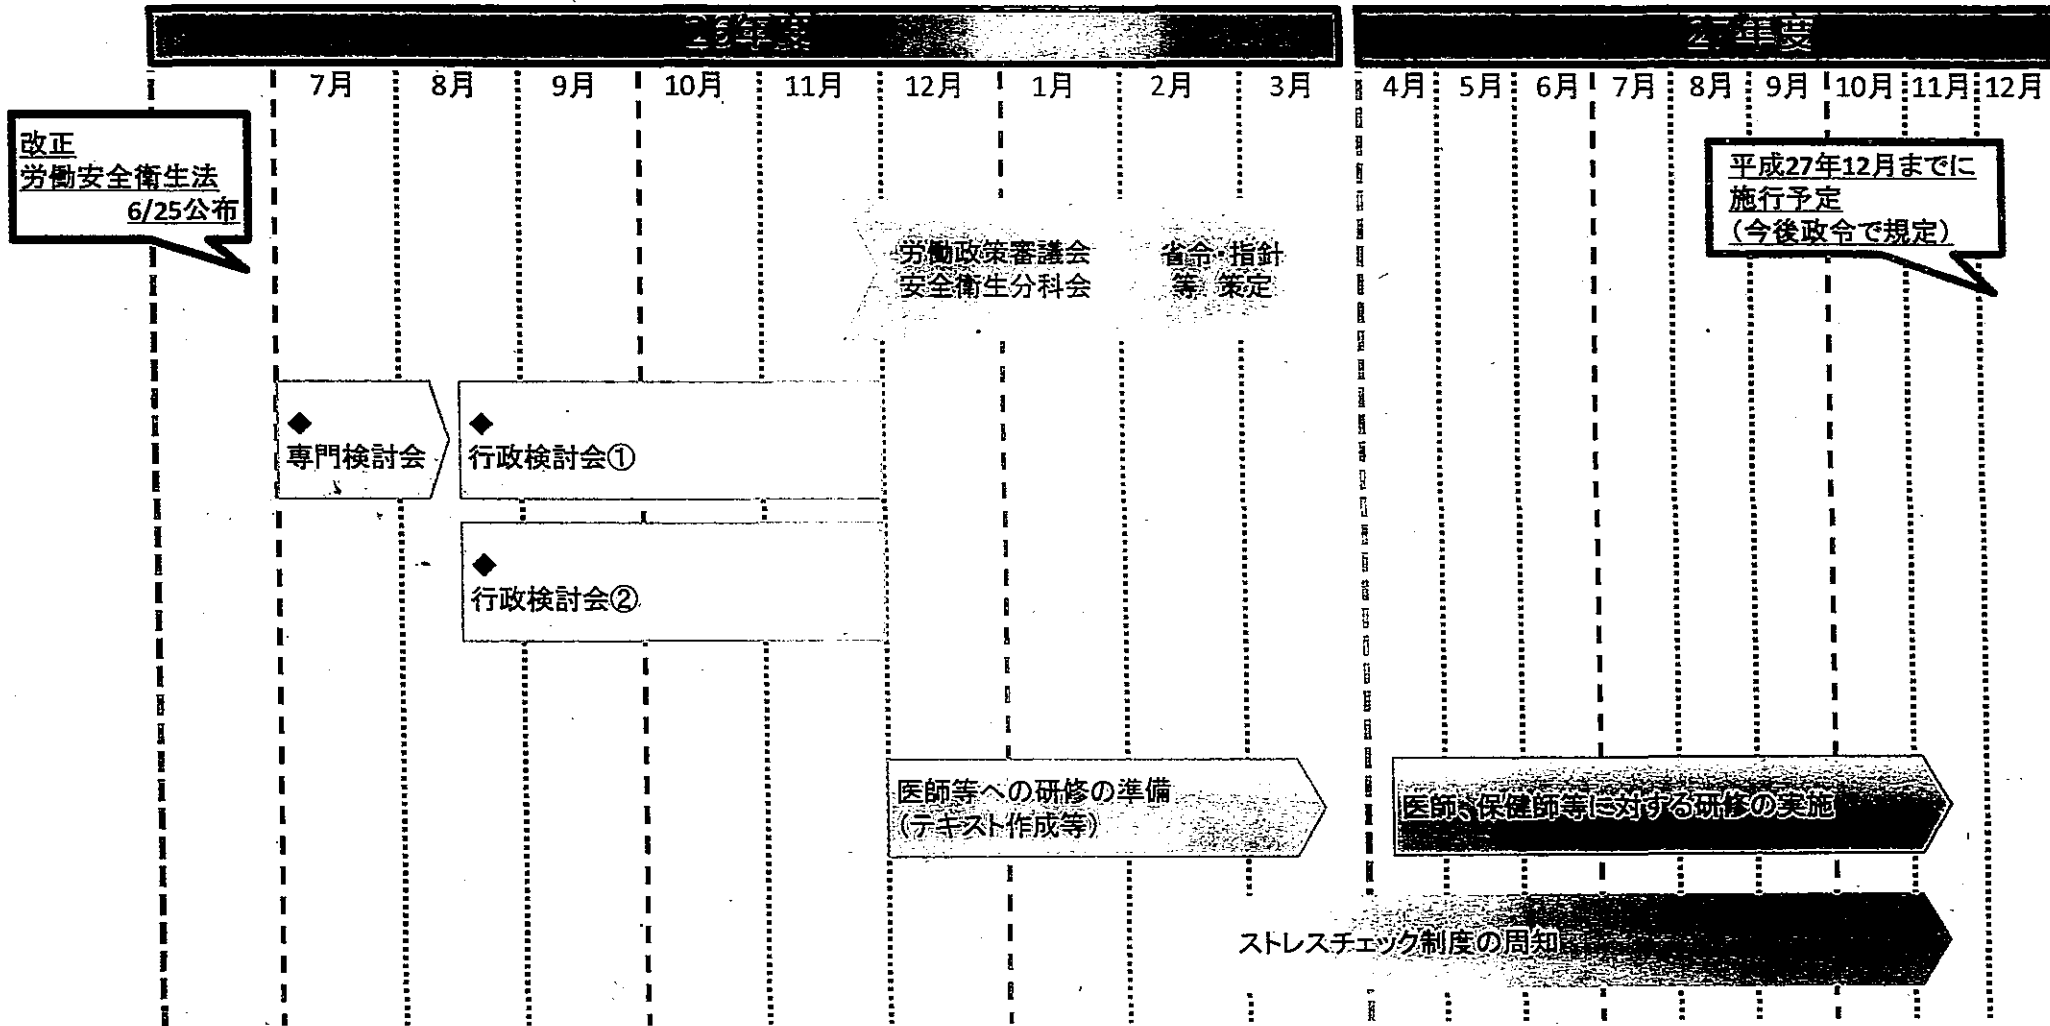 26年度
27年度
7月 8月 9月 10月 11月 12月 1月 2月 3月 4月 5月 6月 7月 8月 9月 10月 11月 12月
改正
労働安全衛生法
6/25公布
平成27年12月までに
施行予定
(今後政令で規定)
労働政策審議会
安全衛生分科会
省令・指針
等 策定
◆
専門検討会
◆
行政検討会①
◆
行政検討会②
医師等への研修の準備
(テキスト作成等)
医師、保健師等に対する研修の実施
ストレスチェック制度の周知